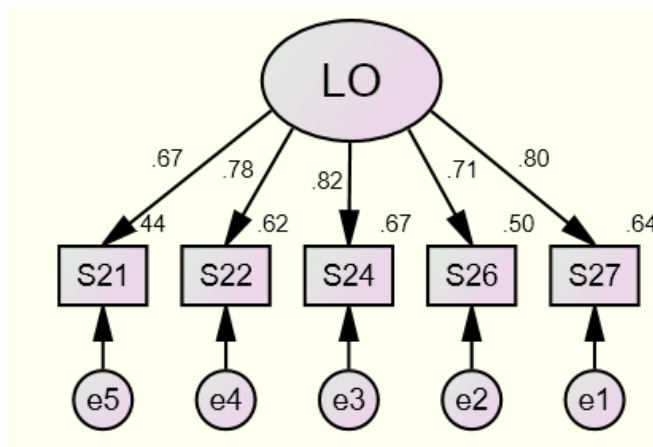 LO
.67
.78
.82
.71
.80
44
.62
.67
.50
.64
S21
S22
S24
S26
S27
e5
e4
e3
e2
e1